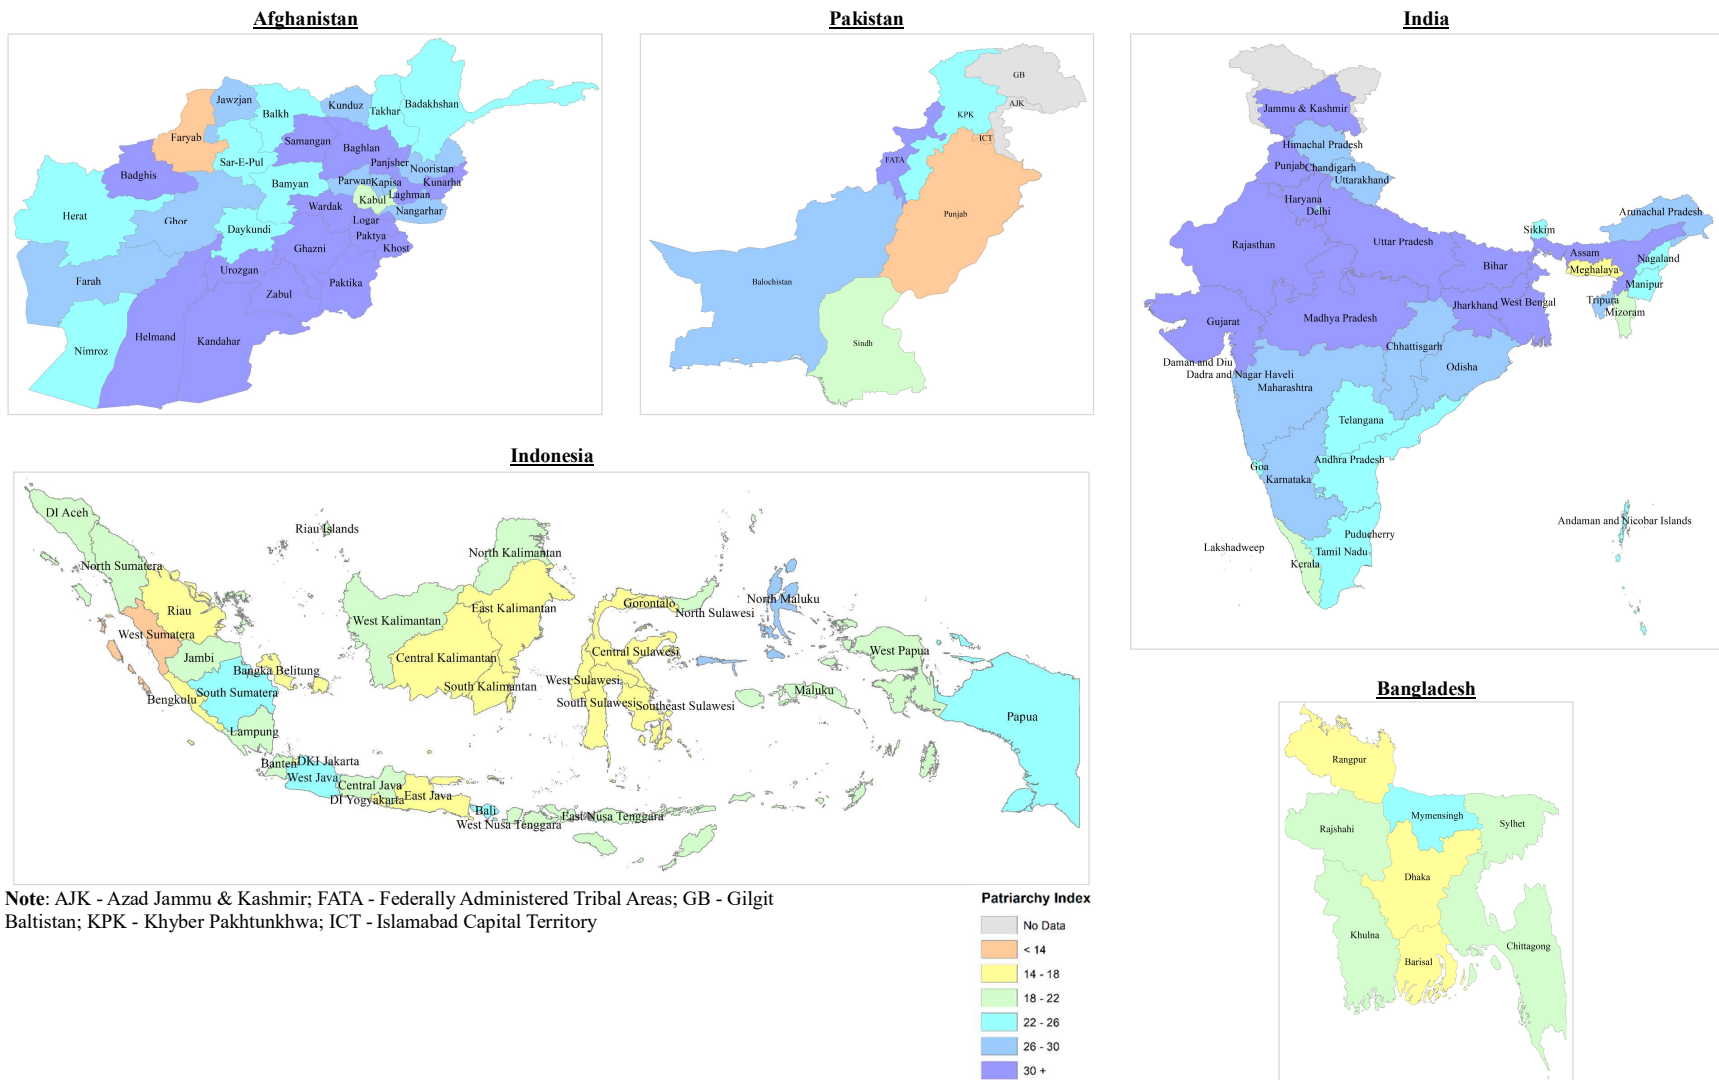 Afghanistan
Jawzjan
Balkh
Kunduz
Takhar
Badakhshan
Faryab
Samangan
Baghlan
Sar-E-Pul
Panjsher
Nooristan
Badghis
Bamyan
Parwan
Kapisa
Kunarha
Laghman
Kabul
Nangarhar
Herat
Ghor
Wardak
Logar
Daykundi
Paktya
Ghazni
Khost
Farah
Urozgan
Zabul
Paktika
Nimroz
Helmand
Kandahar
Pakistan
GB
AJK
KPK
ICT
FATA
Punjab
Balochistan
Sindh
India
Jammu & Kashmir
Himachal Pradesh
Punjab
Chandigarh
Uttarakhand
Haryana
Delhi
Arunachal Pradesh
Sikkim
Rajasthan
Uttar Pradesh
Assam
Nagaland
Bihar
Meghalaya
Manipur
Jharkhand
West Bengal
Tripura
Mizoram
Gujarat
Madhya Pradesh
Chhattisgarh
Daman and Diu
Dadra and Nagar Haveli
Odisha
Maharashtra
Telangana
Andhra Pradesh
Goa
Karnataka
Andaman and Nicobar Islands
Puducherry
Lakshadweep
Tamil Nadu
Kerala
Indonesia
DI Aceh
Riau Islands
North Kalimantan
North Sumatera
Riau
East Kalimantan
Gorontalo
North Maluku
North Sulawesi
West Kalimantan
West Sumatera
Jambi
Central Kalimantan
Central Sulawesi
West Papua
Bangka Belitung
South Kalimantan
West Sulawesi
Maluku
South Sumatera
Bengkulu
South Sulawesi
Southeast Sulawesi
Papua
Lampung
Banten
DKI Jakarta
West Java
Central Java
DI Yogyakarta
East Java
Bali
West Nusa Tenggara
East Nusa Tenggara
Bangladesh
Rangpur
Mymensingh
Rajshahi
Sylhet
Dhaka
Khulna
Chittagong
Barisal
Note: AJK - Azad Jammu & Kashmir; FATA - Federally Administered Tribal Areas; GB - Gilgit
Baltistan; KPK - Khyber Pakhtunkhwa; ICT - Islamabad Capital Territory
Patriarchy Index
No Data
< 14
14 - 18
18 - 22
22 - 26
26 - 30
30 +